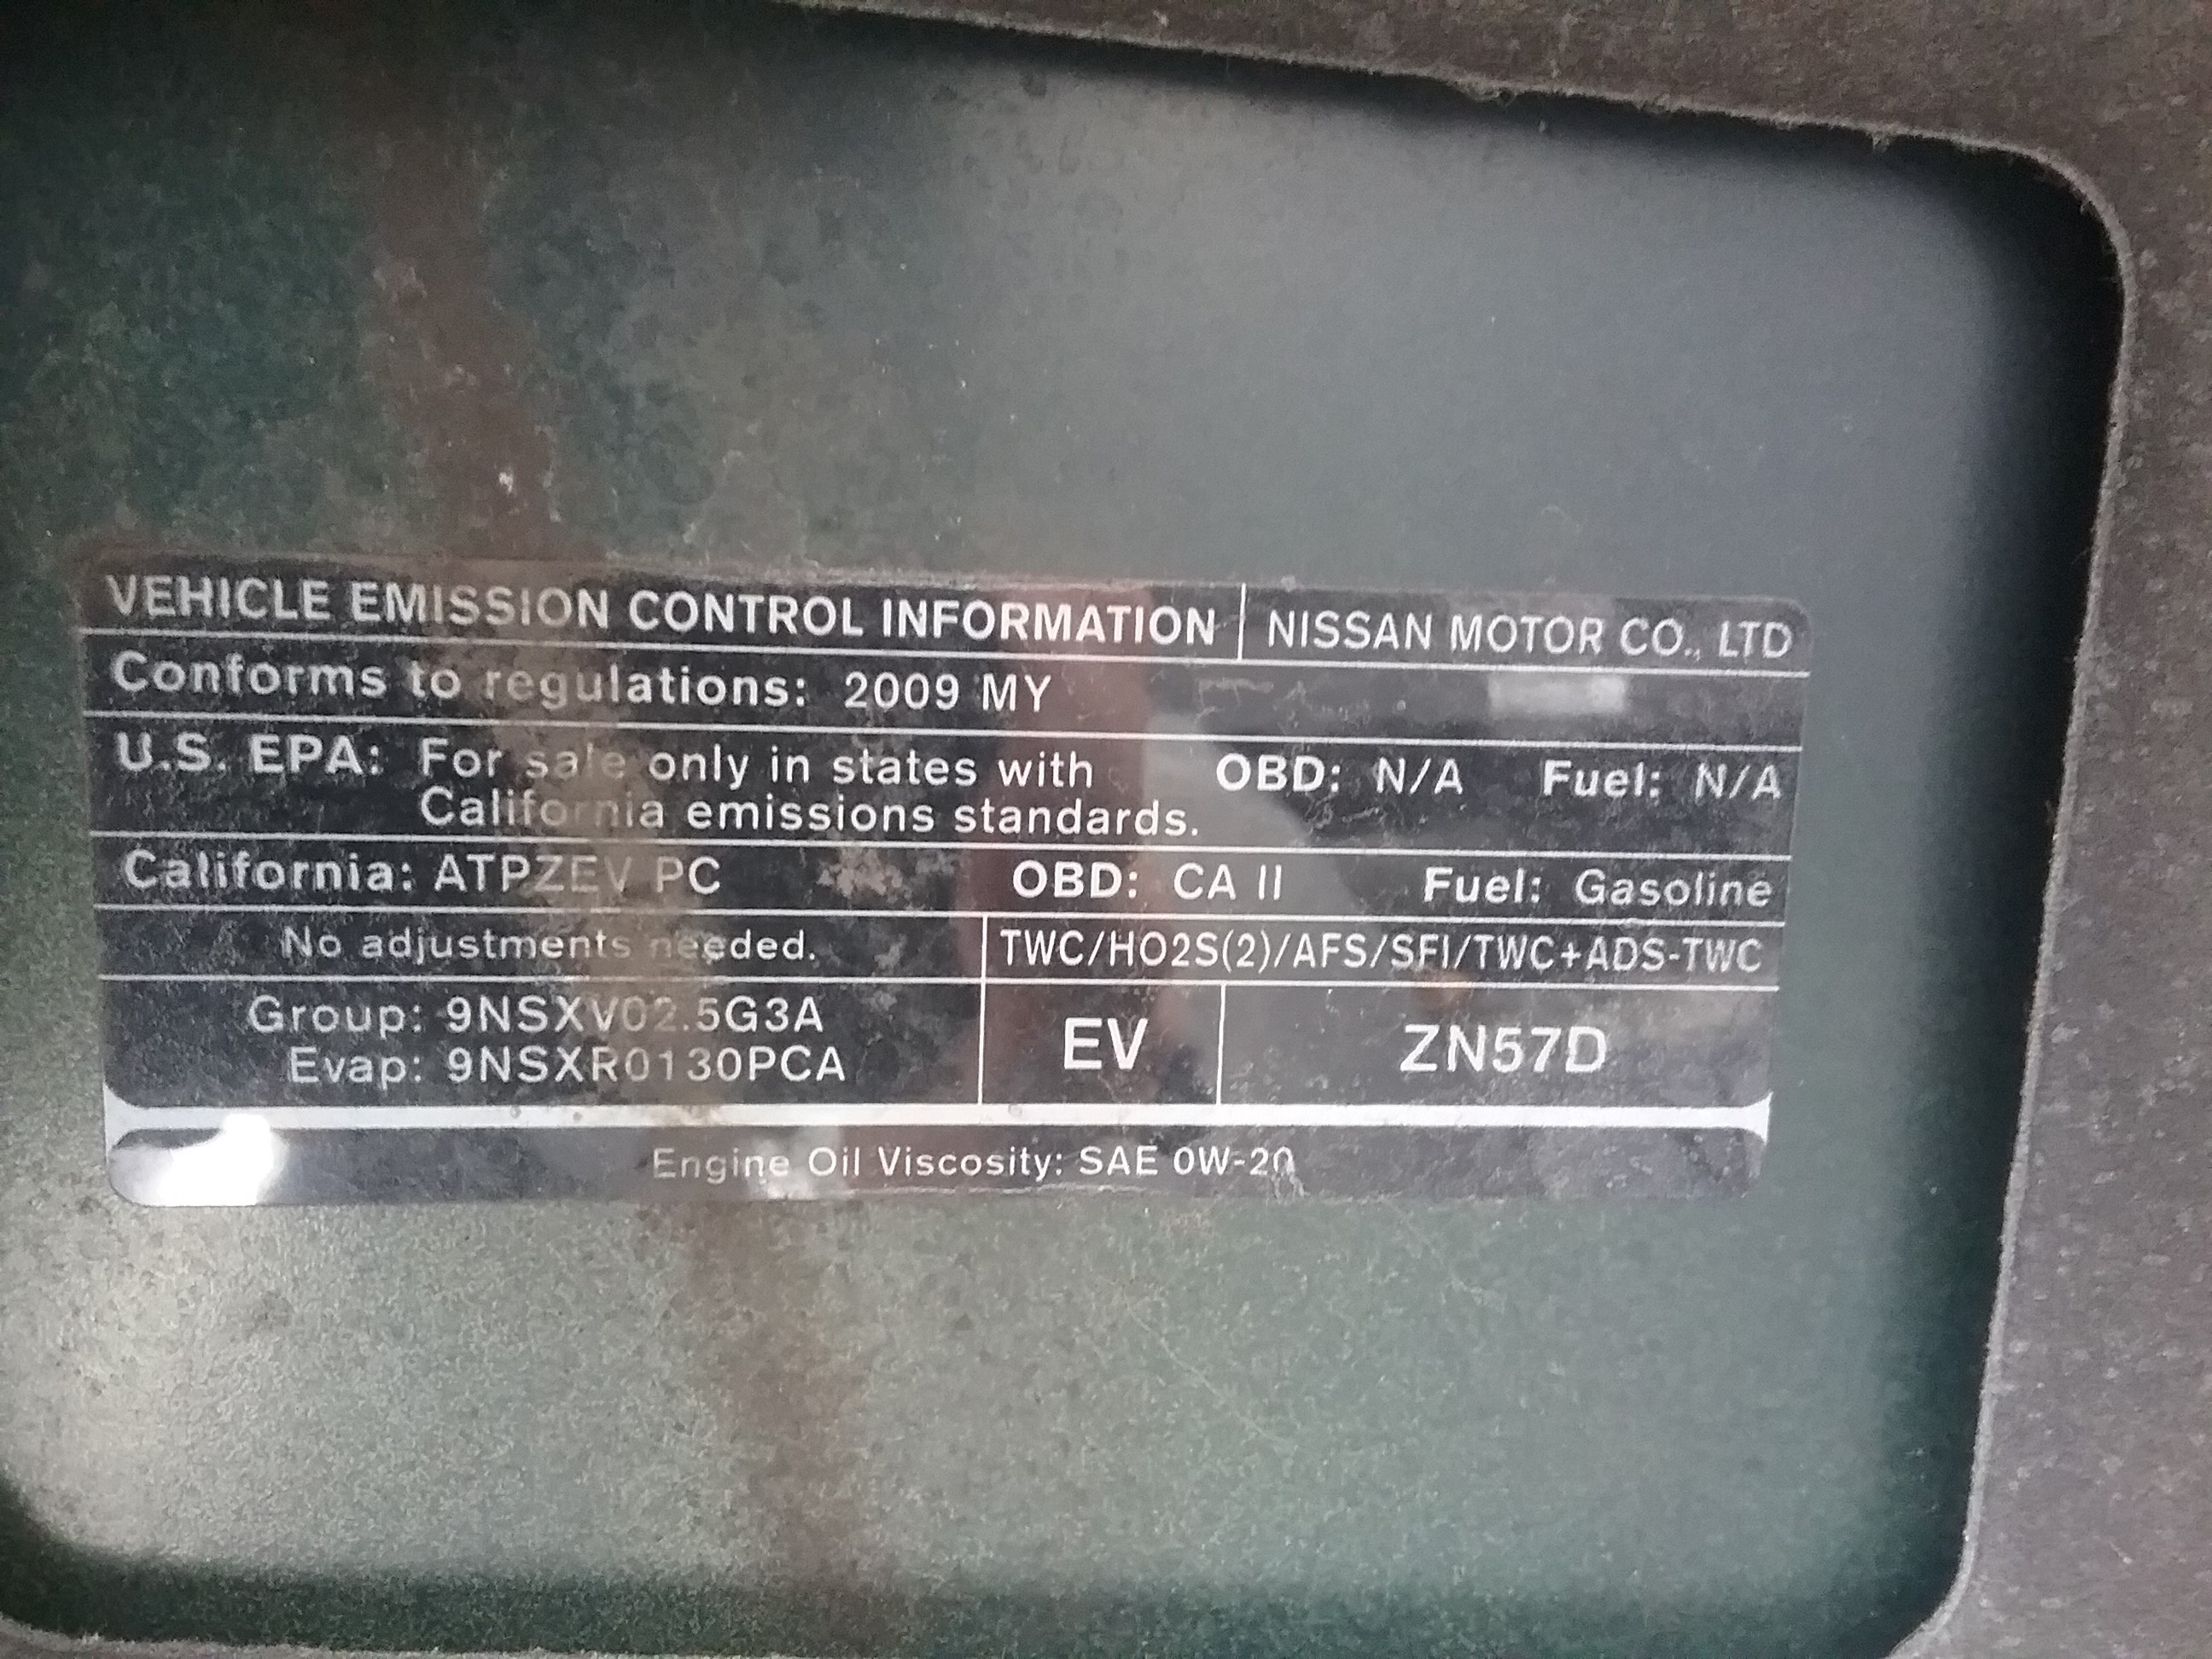 VEHICLE EMISSION CONTROL INFORMATION NISSAN MOTOR CO., LTD
Conforms to regulations: 2009 MY
U.S. EPA: For sale only in states with OBD: N/A Fuel: N/A
California emissions standards.
California: ATPZEV PC OBD: CA II Fuel: Gasoline
No adjustments needed. TWC/HO2S(2)/AFS/SFI/TWC+ADS-TWC
Group: 9NSXV02.5G3A
Evap: 9NSXR0130PCA
EV ZN57D
Engine Oil Viscosity: SAE 0W-20